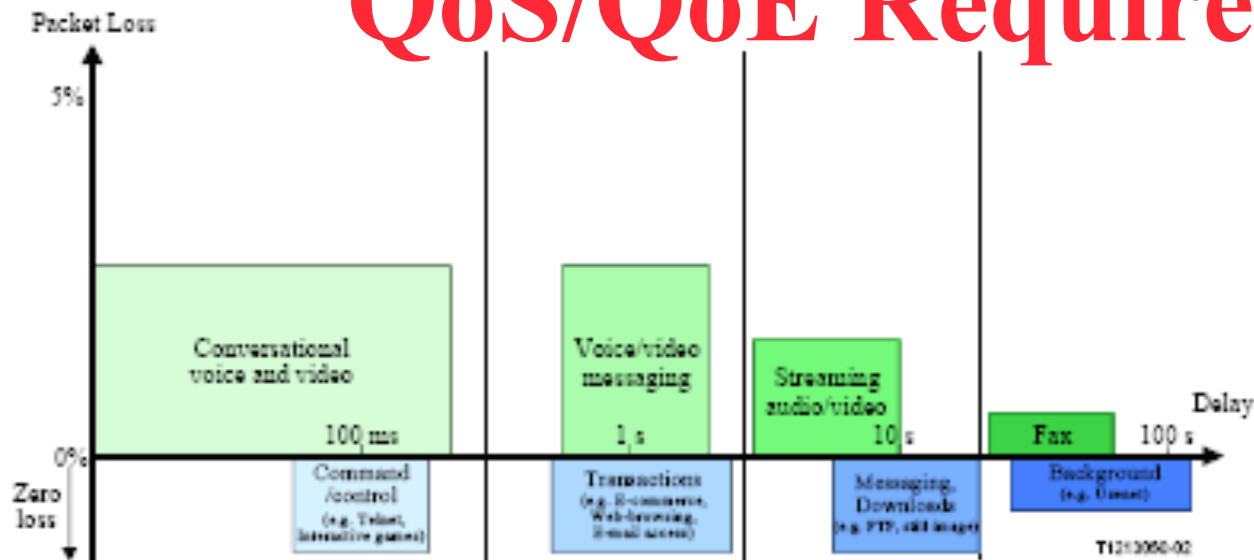 QoS/QoE Require
Packet Loss
5%
Conversational
voice and video
Voice/video
messaging
Streaming
audio/video
Delay
100 ms
1 s
10 s
Fax
100 s
0%
Zero
loss
Command
/control
(e.g. Telnet,
Interactive games)
Transactions
(e.g. E-commerce,
Web-browsing,
E-mail access)
Messaging,
Downloads
(e.g. FTP, still image)
Background
(e.g. Usenet)
T1213060-02